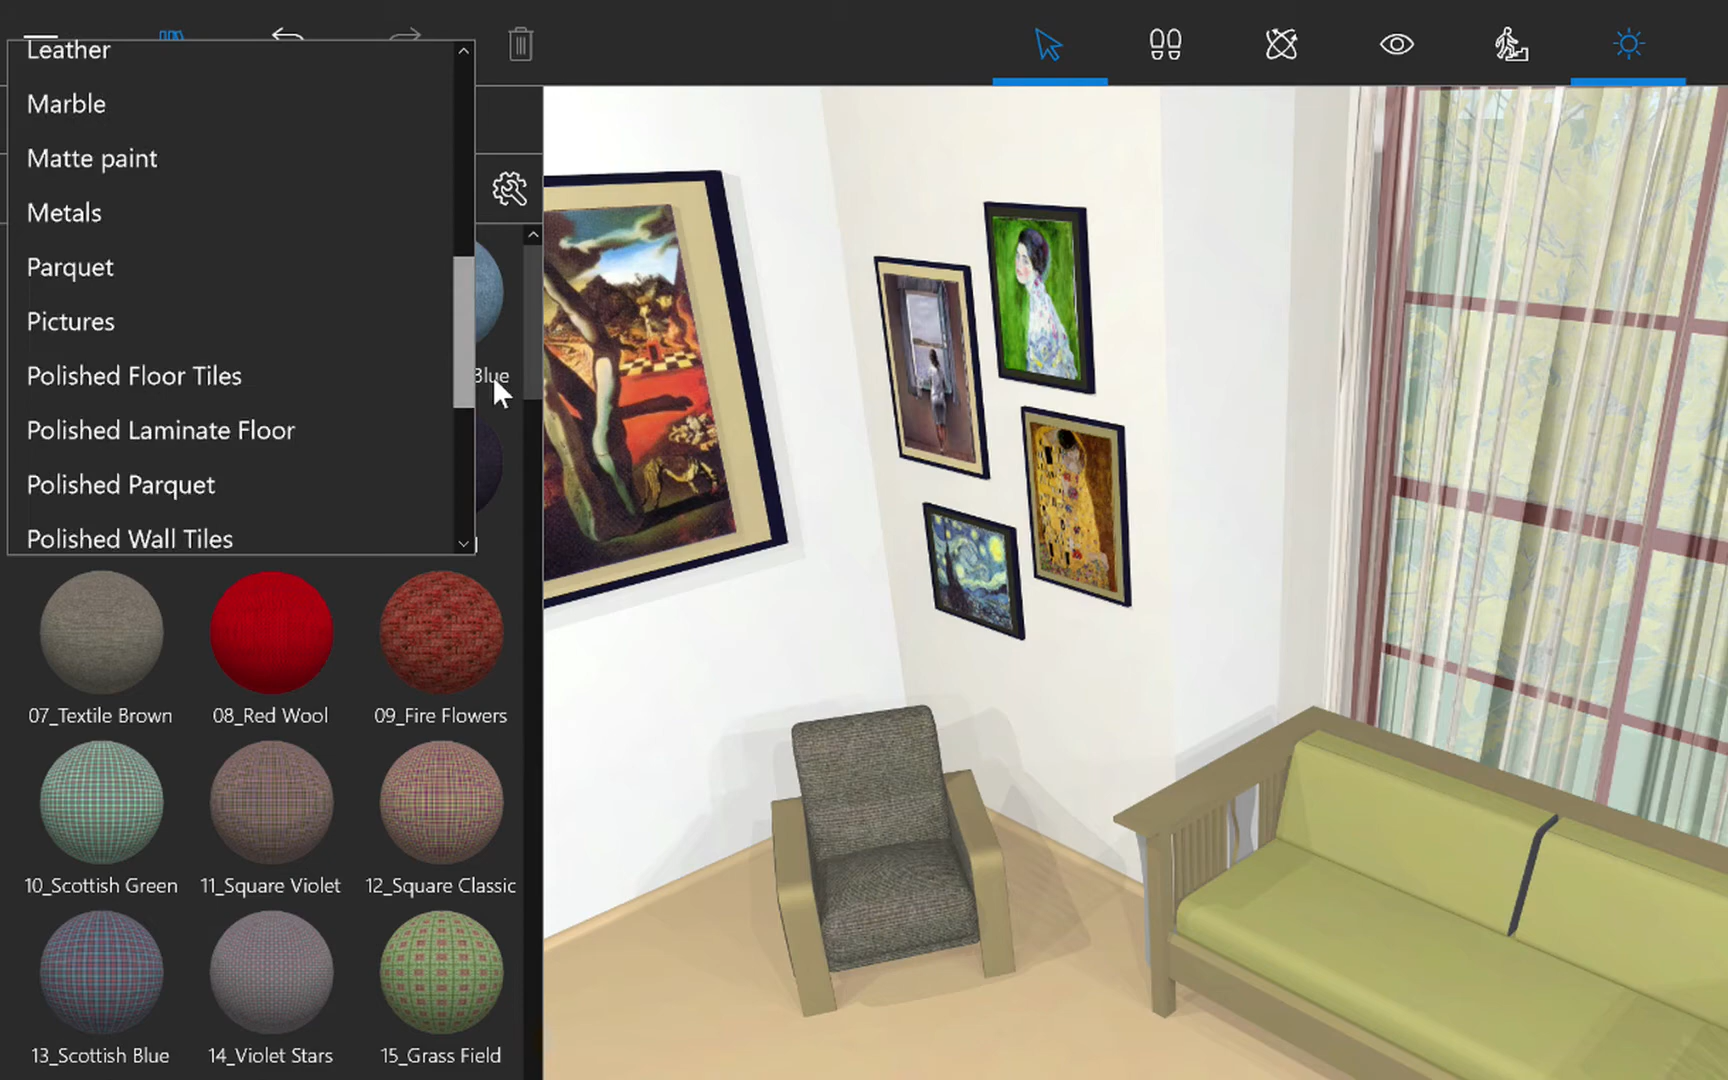 Leather
Marble
Matte paint
Metals
Parquet
Pictures
Polished Floor Tiles
Blue
Polished Laminate Floor
Polished Parquet
Polished Wall Tiles
07_Textile Brown
08_Red Wool
09_Fire Flowers
10_Scottish Green
11_Square Violet
12_Square Classic
13_Scottish Blue
14_Violet Stars
15_Grass Field